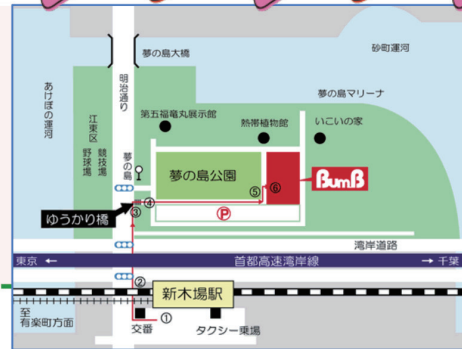 夢の島大橋
砂町運河
明治通り
あけぼの運河
夢の島マリーナ
第五福竜丸展示館
熱帯植物館
いこいの家
江東区
競技場
野球場
夢の島
夢の島公園
⑤
⑥
BumB
ゆうかり橋
④
③
P
湾岸道路
東京 ←
首都高速湾岸線
→ 千葉
②
新木場駅
至
有楽町方面
交番
①
タクシー乗場